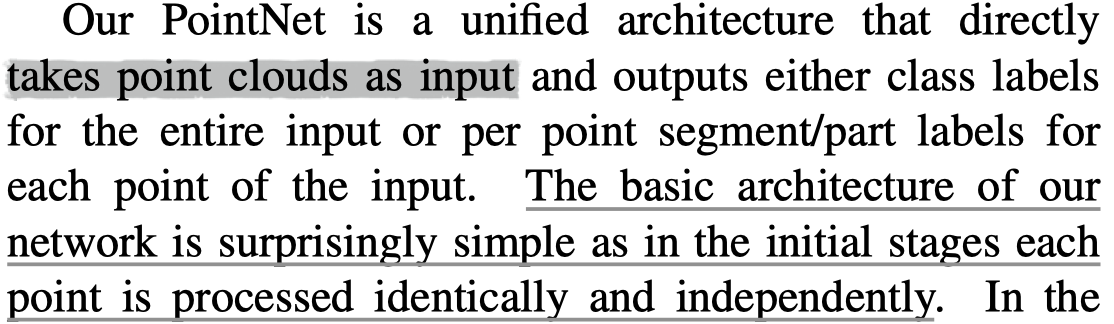 Our PointNet is a unified architecture that directly
takes point clouds as input and outputs either class labels
for the entire input or per point segment/part labels for
each point of the input. The basic architecture of our
network is surprisingly simple as in the initial stages each
point is processed identically and independently. In the